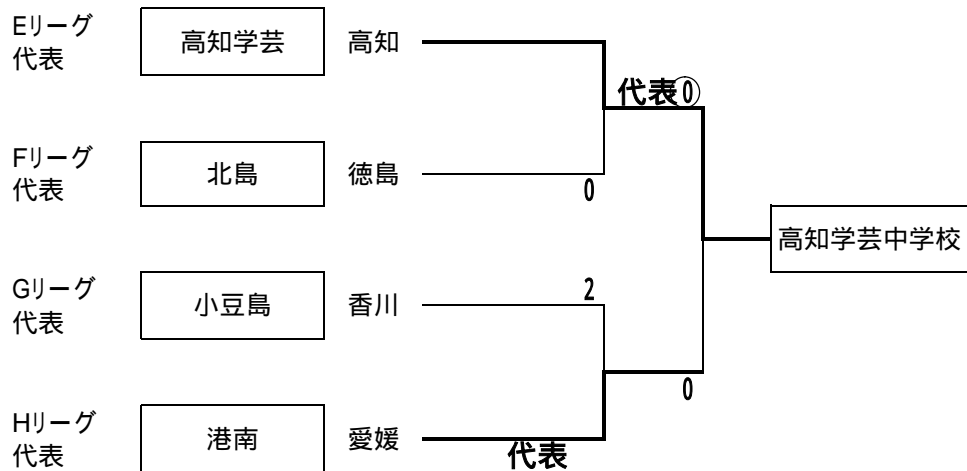 Eリーグ
代表
高知学芸
高知
代表⓪
Fリーグ
代表
北島
徳島
0
高知学芸中学校
Gリーグ
代表
小豆島
香川
2
0
Hリーグ
代表
港南
愛媛
代表